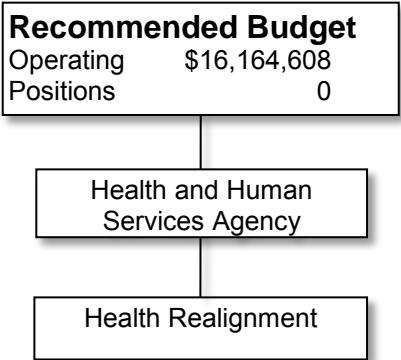 Recommended Budget
Operating $16,164,608
Positions 0
Health and Human
Services Agency
Health Realignment